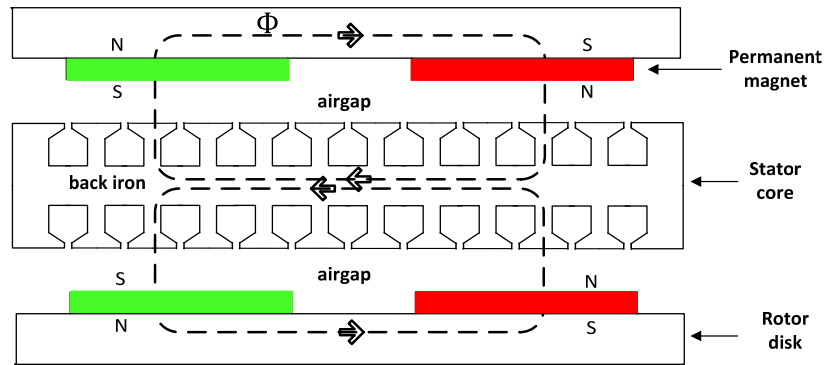 Φ
N
S
Permanent
magnet
S
N
airgap
back iron
Stator
core
airgap
S
N
N
S
Rotor
disk